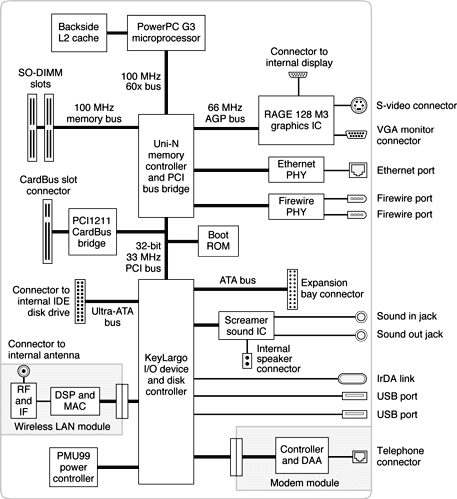 Backside
L2 cache
PowerPC G3
microprocessor
Connector to
internal display
SO-DIMM
slots
100 MHz
60x bus
100 MHz
memory bus
66 MHz
AGP bus
RAGE 128 M3
graphics IC
S-video connector
VGA monitor
connector
Uni-N
memory
controller
and PCI
bus bridge
Ethernet
PHY
Ethernet port
CardBus slot
connector
Firewire
PHY
Firewire port
Firewire port
PCI1211
CardBus
bridge
Boot
ROM
32-bit
33 MHz
PCI bus
Connector to
internal IDE
disk drive
Ultra-ATA
bus
ATA bus
Expansion
bay connector
KeyLargo
I/O device
and disk
controller
Screamer
sound IC
Sound in jack
Sound out jack
Internal
speaker
connector
Connector to
internal antenna
RF
and
IF
DSP and
MAC
Wireless LAN module
IrDA link
USB port
USB port
PMU99
power
controller
Controller
and DAA
Modem module
Telephone
connector